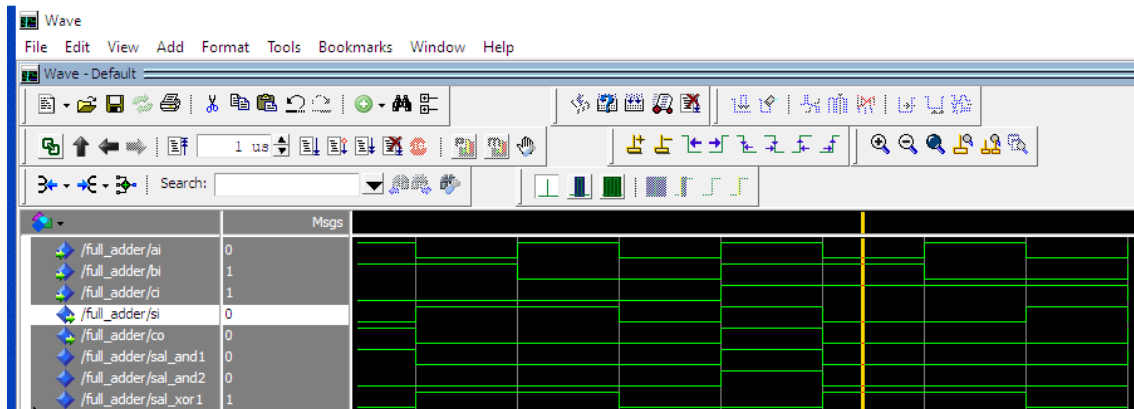 Wave
File Edit View Add Format Tools Bookmarks Window Help
Wave - Default
1 us
Search:
Msgs
/full_adder/ai 0
/full_adder/bi 1
/full_adder/ci 1
/full_adder/si 0
/full_adder/co 0
/full_adder/sal_and1 0
/full_adder/sal_and2 0
/full_adder/sal_xor1 1